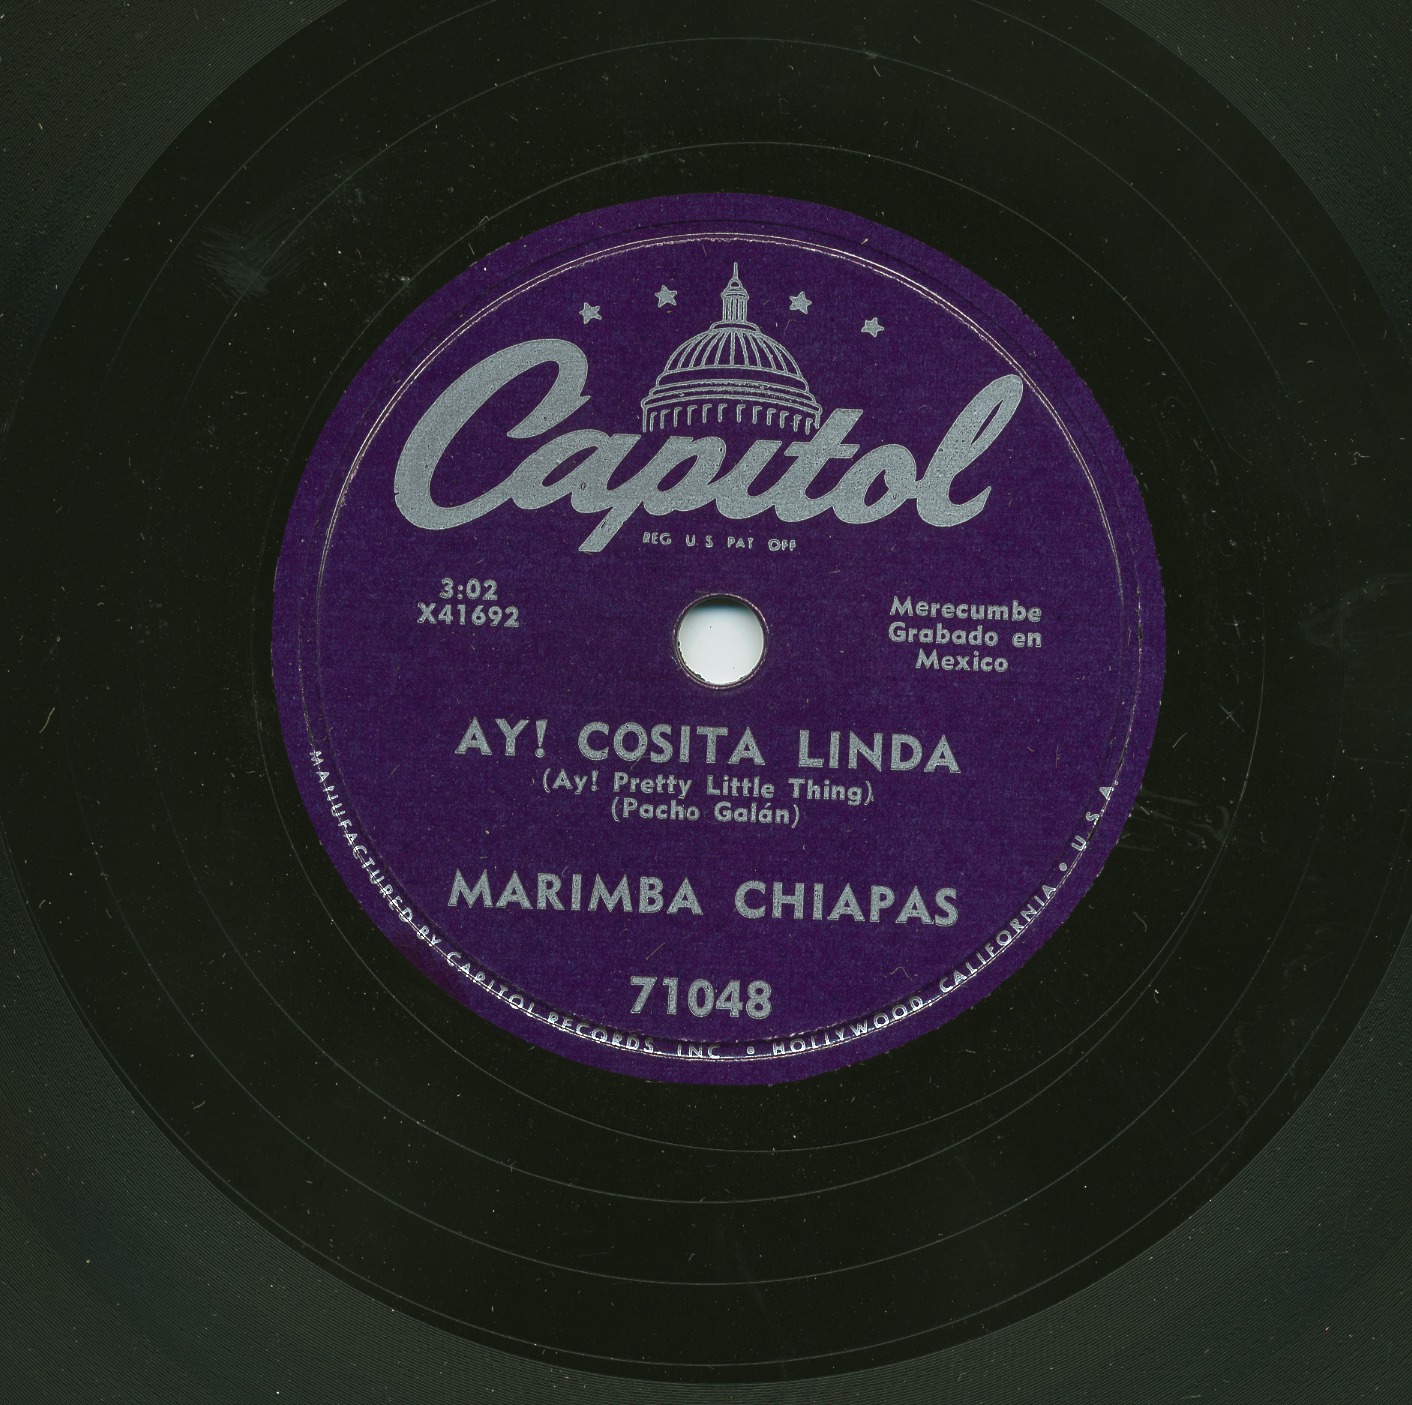 Capitol
REG U.S PAT OFF
3:02
X41692
Merecumbe
Grabado en
Mexico
AY! COSITA LINDA
(Ay! Pretty Little Thing)
(Pacho Galán)
MARIMBA CHIAPAS
71048
MANUFACTURED BY CAPITOL RECORDS, INC • HOLLYWOOD, CALIFORNIA • U.S.A.